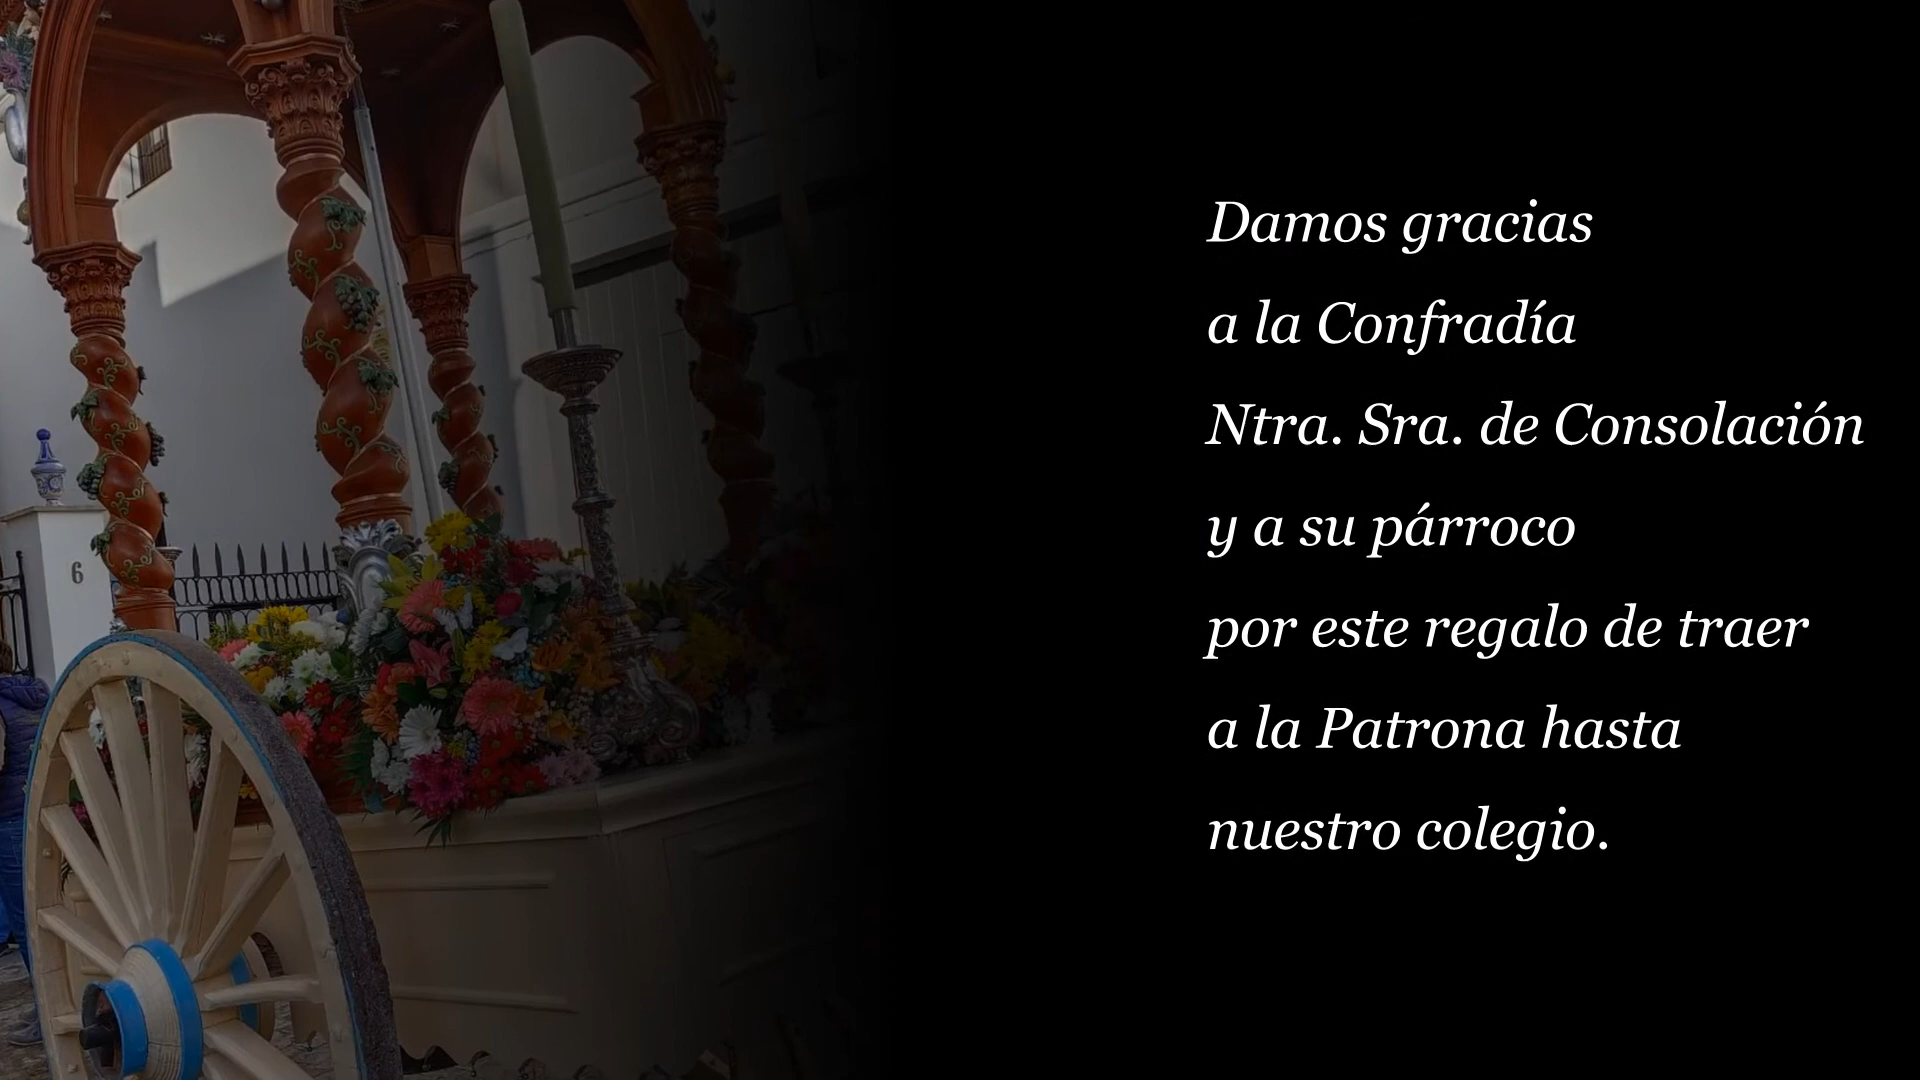 6
Damos gracias
a la Confradía
Ntra. Sra. de Consolación
y a su párroco
por este regalo de traer
a la Patrona hasta
nuestro colegio.